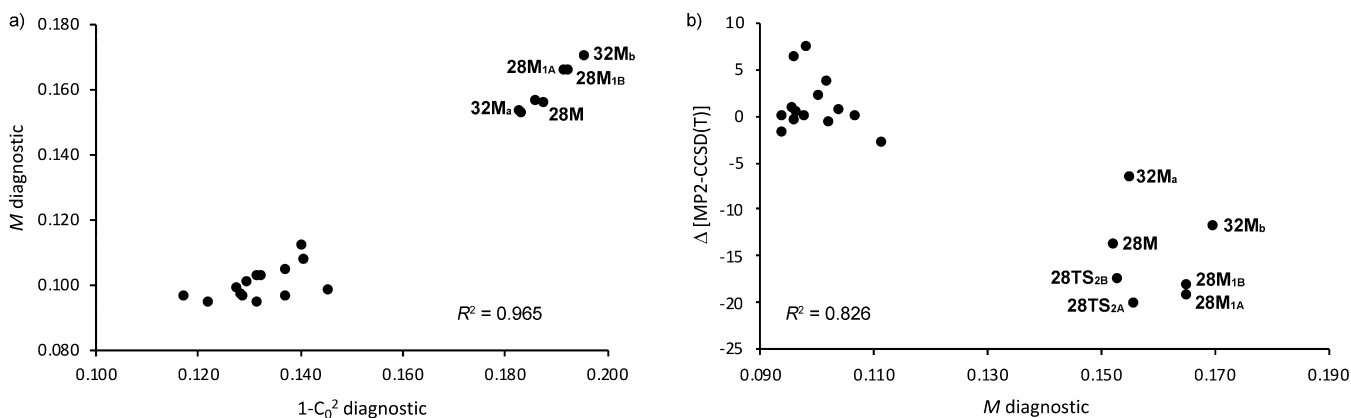 a)
M diagnostic
0.180
0.160
0.140
0.120
0.100
0.080
32Mb
28M1A
28M1B
32Ma
28M
R² = 0.965
0.100
0.120
0.140
0.160
0.180
0.200
1-C₀² diagnostic
b)
Δ [MP2-CCSD(T)]
10
5
0
-5
-10
-15
-20
-25
32Ma
32Mb
28M
28TS2B
28M1B
28TS2A
28M1A
R² = 0.826
0.090
0.110
0.130
0.150
0.170
0.190
M diagnostic